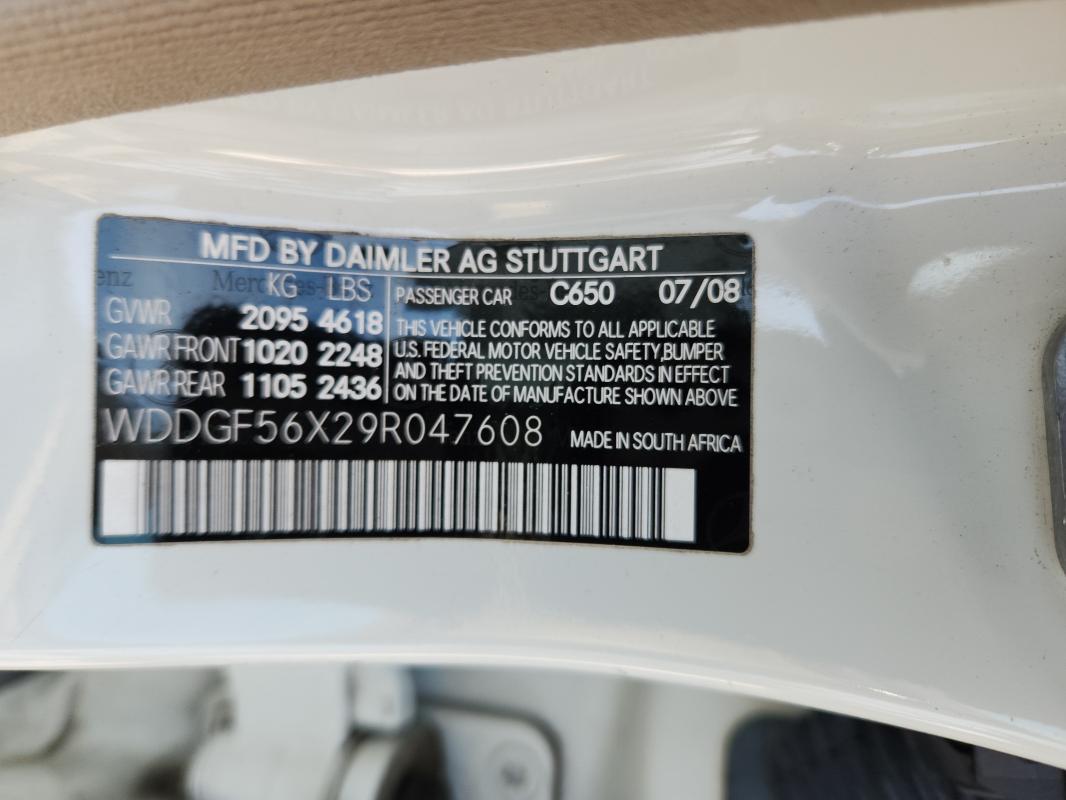 MFD BY DAIMLER AG STUTTGART
KG LBS
GVWR 2095 4618
GAWR FRONT 1020 2248
GAWR REAR 1105 2436
PASSENGER CAR C650 07/08
THIS VEHICLE CONFORMS TO ALL APPLICABLE
U.S. FEDERAL MOTOR VEHICLE SAFETY,BUMPER
AND THEFT PREVENTION STANDARDS IN EFFECT
ON THE DATE OF MANUFACTURE SHOWN ABOVE
WDDGF56X29R047608 MADE IN SOUTH AFRICA